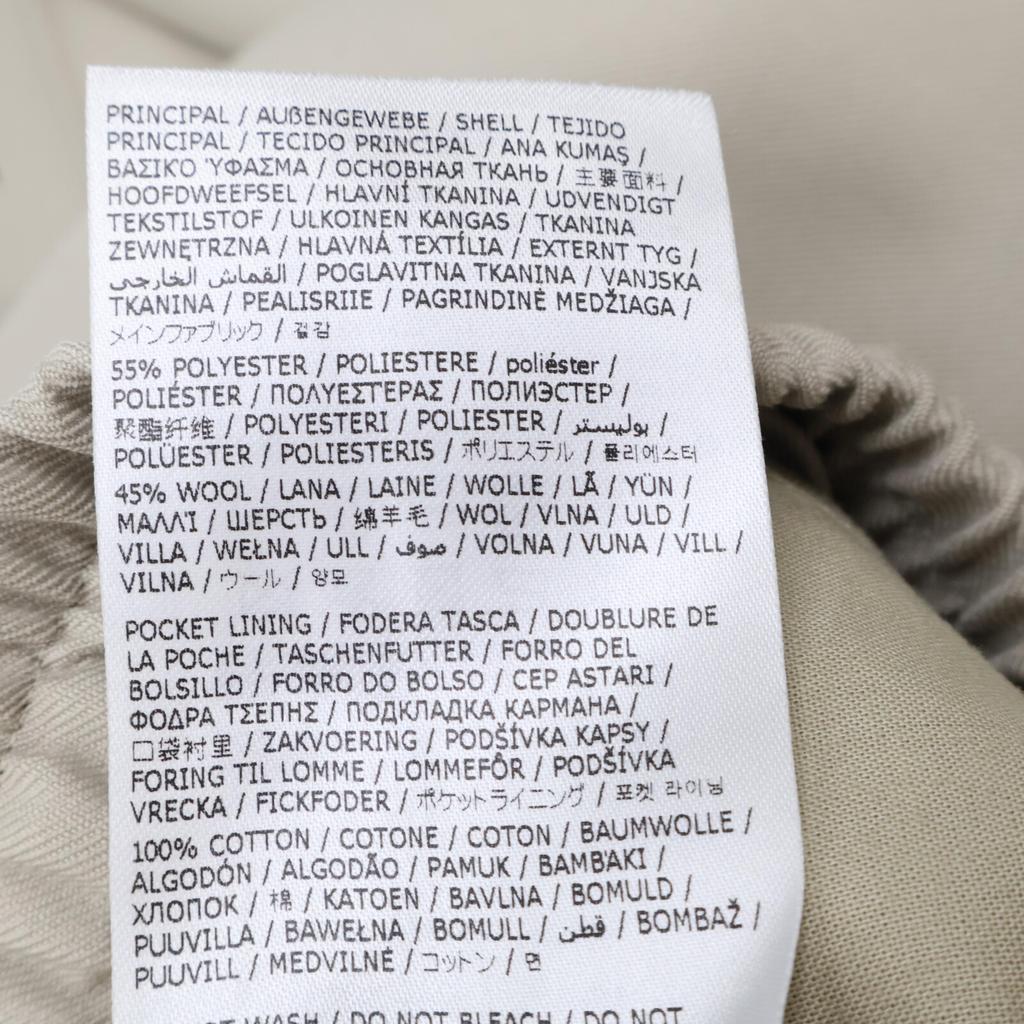 PRINCIPAL / AUßENGEWEBE / SHELL / TEJIDO
PRINCIPAL / TECIDO PRINCIPAL / ANA KUMAŞ /
ΒΑΣΙΚΟ ΎΦΑΣΜΑ / ОСНОВНАЯ ТКАНЬ / 主要面料 /
HOOFDWEEFSEL / HLAVNÍ TKANINA / UDVENDIGT
TEKSTILSTOF / ULKOINEN KANGAS / TKANINA
ZEWNĘTRZNA / HLAVNÁ TEXTÍLIA / EXTERNT TYG /
القماش الخارجى / POGLAVITNA TKANINA / VANJSKA
TKANINA / PEALISRIIE / PAGRINDINĖ MEDŽIAGA /
メインファブリック / 겉감
55% POLYESTER / POLIESTERE / poliéster /
POLIÉSTER / ΠΟΛΥΕΣΤΕΡΑΣ / ПОЛИЭСТЕР /
聚酯纤维 / POLYESTERI / POLIESTER / بوليستر /
POLÜESTER / POLIESTERIS / ポリエステル / 폴리에스터
45% WOOL / LANA / LAINE / WOLLE / LÃ / YÜN /
ΜΑΛΛΊ / ШЕРСТЬ / 绵羊毛 / WOL / VLNA / ULD /
VILLA / WEŁNA / ULL / صوف / VOLNA / VUNA / VILL /
VILNA / ウール / 양모
POCKET LINING / FODERA TASCA / DOUBLURE DE
LA POCHE / TASCHENFUTTER / FORRO DEL
BOLSILLO / FORRO DO BOLSO / CEP ASTARI /
ΦΟΔΡΑ ΤΣΕΠΗΣ / ПОДКЛАДКА КАРМАНА /
口袋衬里 / ZAKVOERING / PODŠÍVKA KAPSY /
FORING TIL LOMME / LOMMEFÔR / PODŠÍVKA
VRECKA / FICKFODER / ポケットライニング / 포켓 라이닝
100% COTTON / COTONE / COTON / BAUMWOLLE /
ALGODÓN / ALGODÃO / PAMUK / ΒΑΜΒΆΚΙ /
ХЛОПОК / 棉 / KATOEN / BAVLNA / BOMULD /
PUUVILLA / BAWEŁNA / BOMULL / قطن / BOMBAŽ /
PUUVILL / MEDVILNĖ / コットン / 면
WASH / DO NOT BLEACH / DO NOT